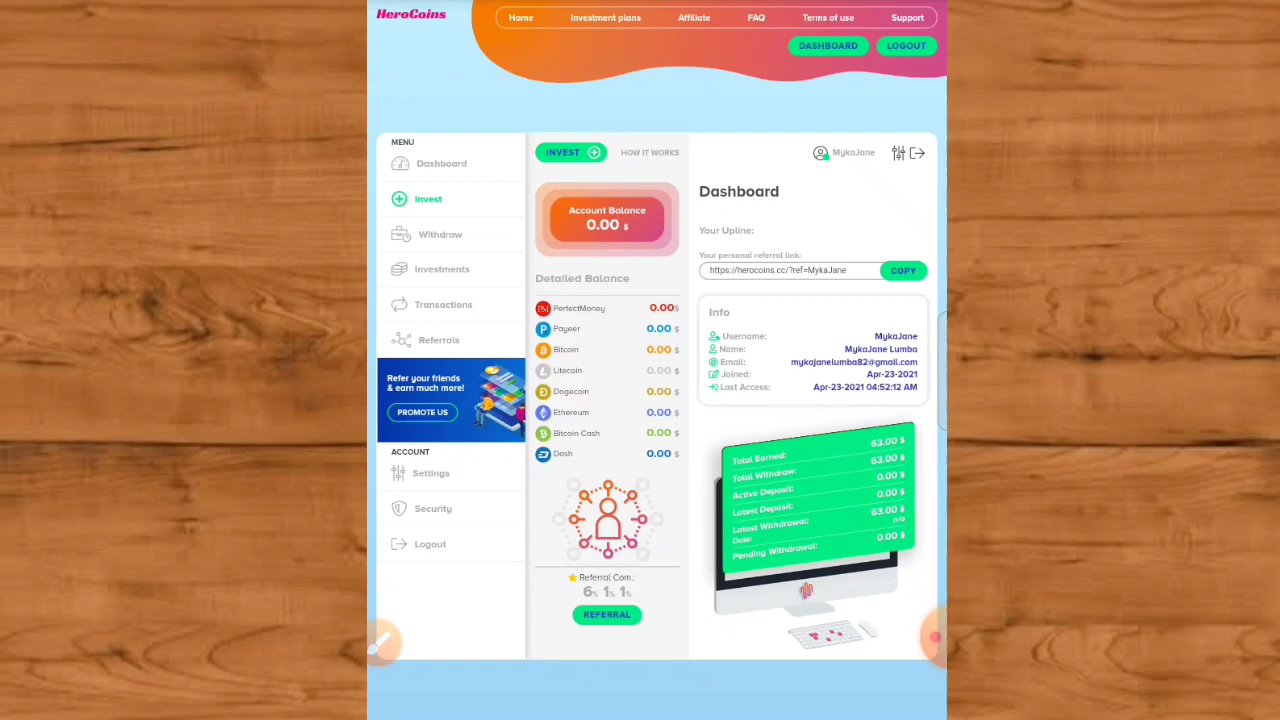 HeroCoins
Home Investment plans Affiliate FAQ Terms of use Support
DASHBOARD LOGOUT
MENU
Dashboard
Invest
Withdraw
Investments
Transactions
Referrals
Refer your friends
& earn much more!
PROMOTE US
ACCOUNT
Settings
Security
Logout
INVEST HOW IT WORKS
Account Balance
0.00 $
Detailed Balance
PM PerfectMoney 0.00$
P Payeer 0.00 $
Bitcoin 0.00 $
Litecoin 0.00 $
Dogecoin 0.00 $
Ethereum 0.00 $
Bitcoin Cash 0.00 $
Dash 0.00 $
Referral Com.:
6% 1% 1%
REFERRAL
MykaJane
Dashboard
Your Upline:
Your personal referral link:
https://herocoins.cc/?ref=MykaJane COPY
Info
Username: MykaJane
Name: MykaJane Lumba
Email: mykajanelumba82@gmail.com
Joined: Apr-23-2021
Last Access: Apr-23-2021 04:52:12 AM
Total Earned: 63.00 $
Total Withdraw: 63.00 $
Active Deposit: 0.00 $
Latest Deposit: 0.00 $
Latest Withdrawal: 63.00 $
Date: n/a
Pending Withdrawal: 0.00 $